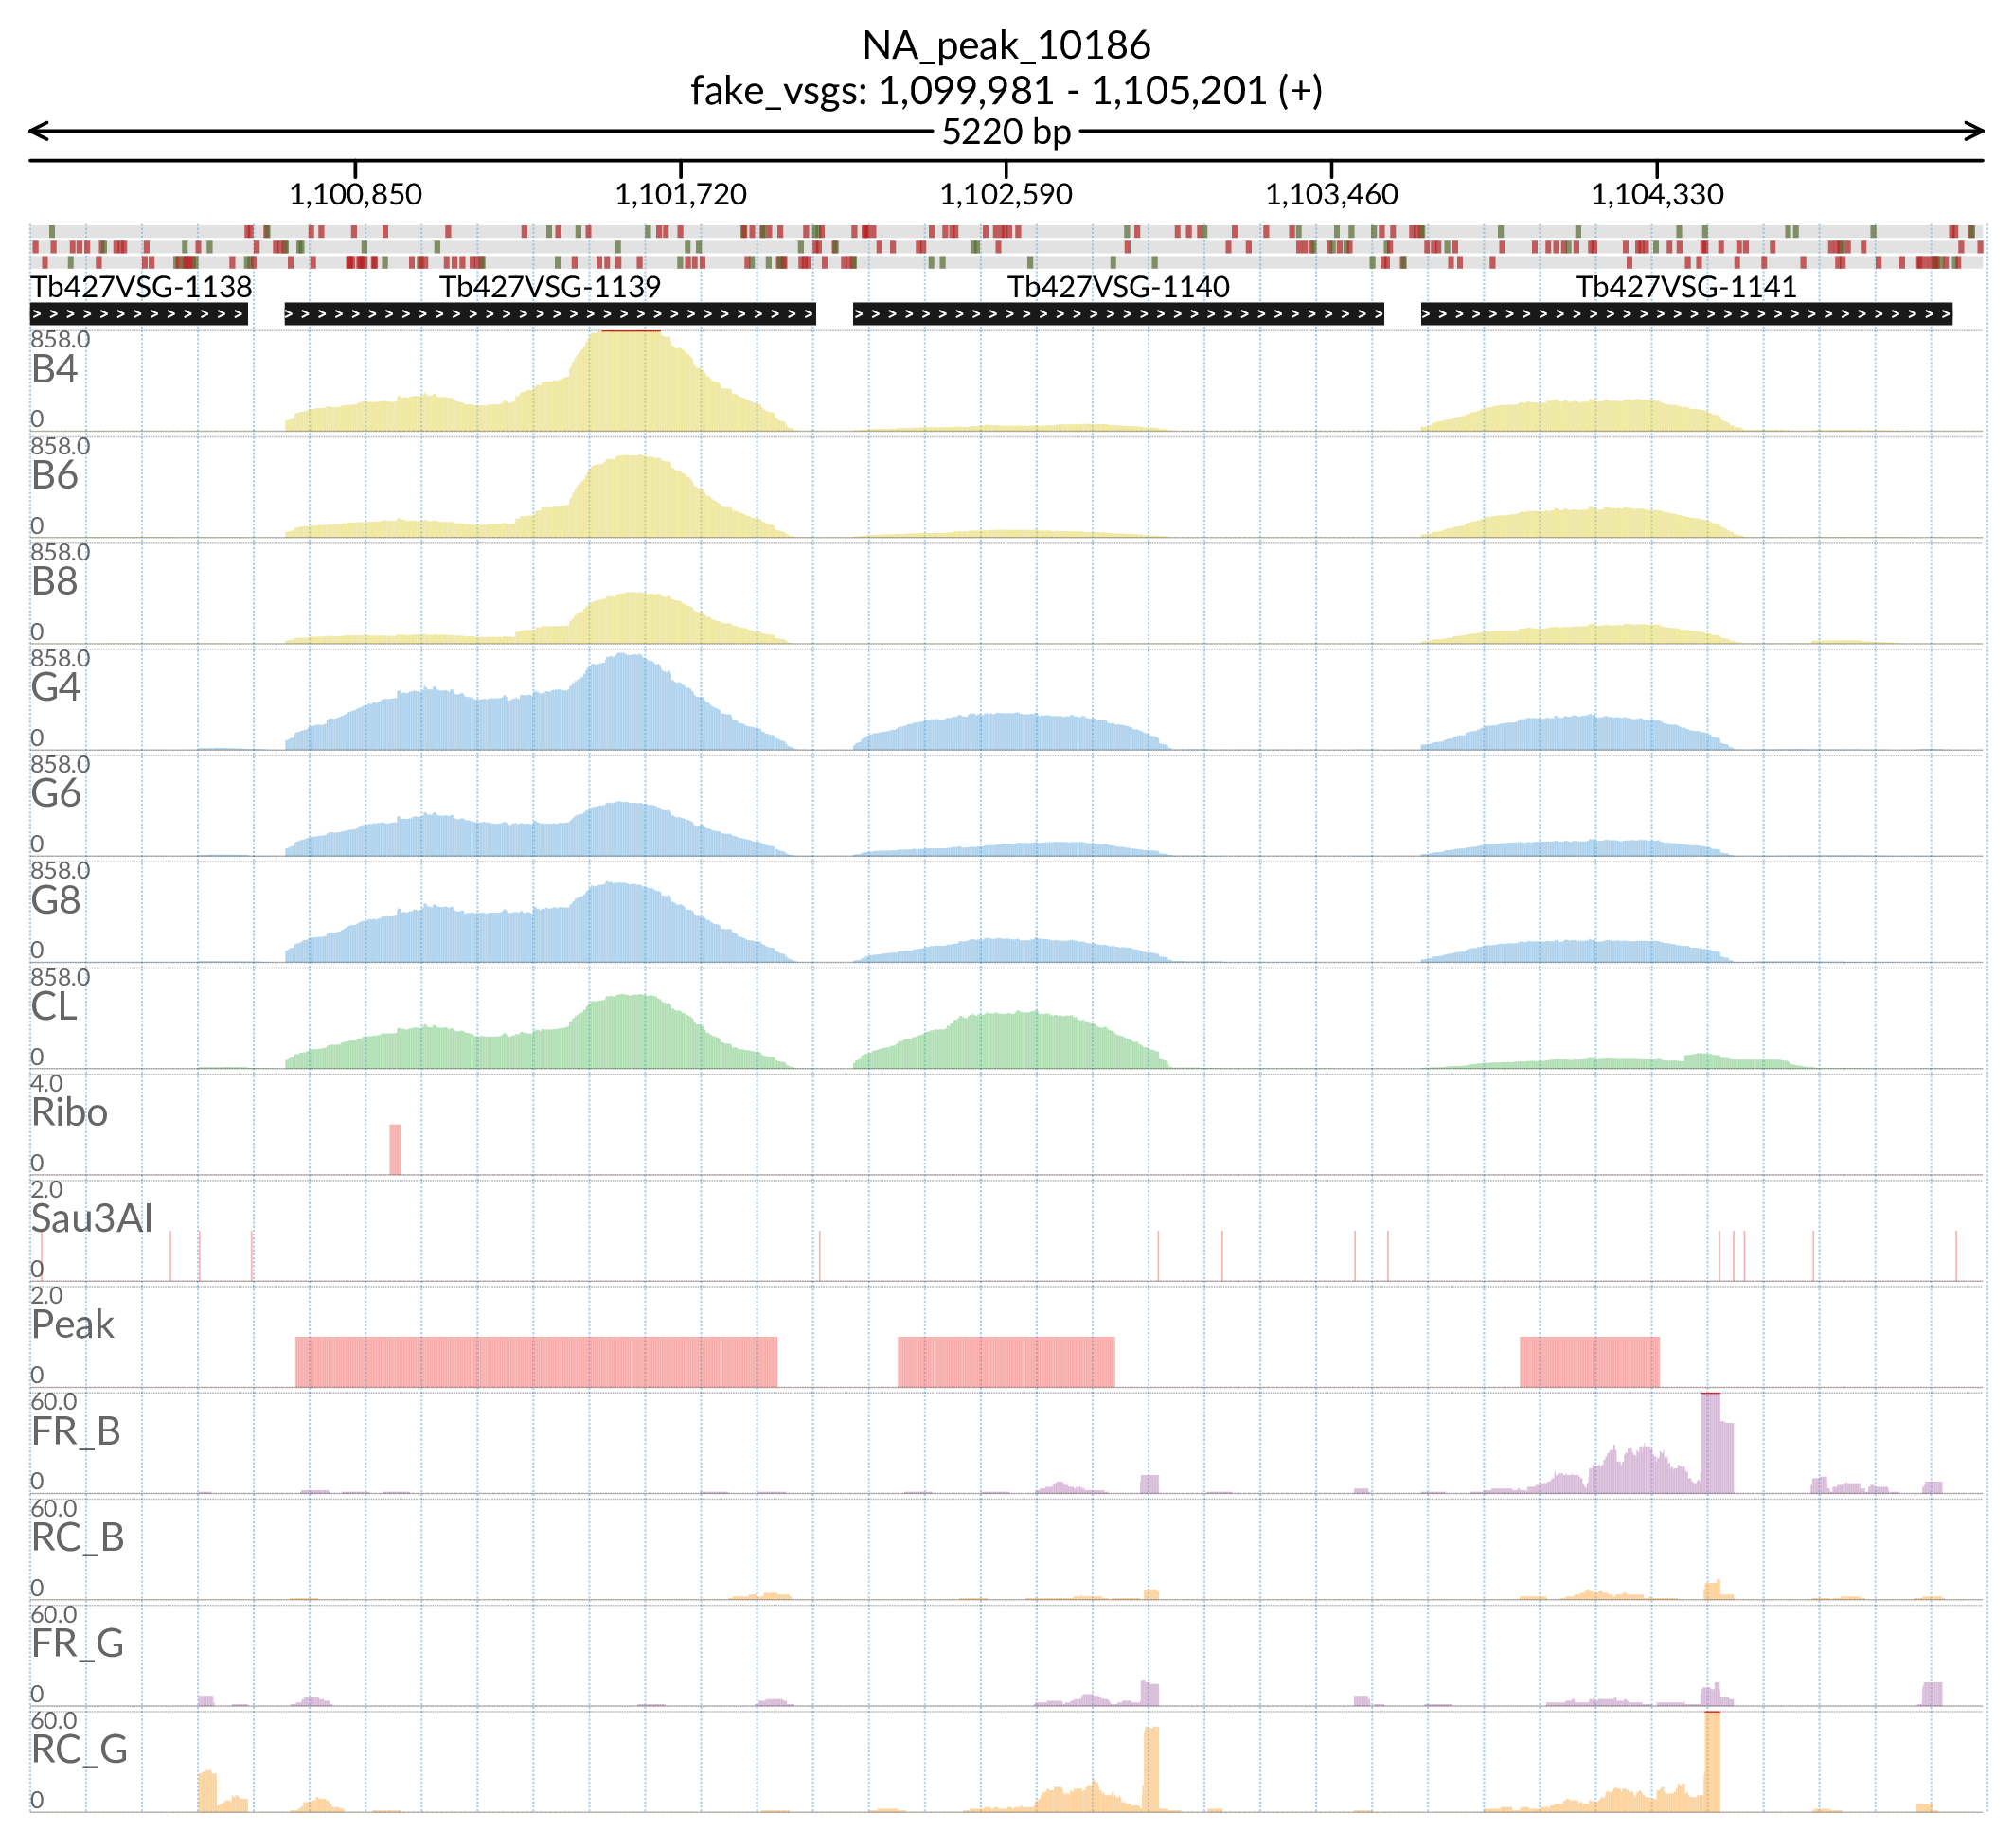 NA_peak_10186
fake_vsgs: 1,099,981 - 1,105,201 (+)
5220 bp
1,100,850 1,101,720 1,102,590 1,103,460 1,104,330
Tb427VSG-1138 Tb427VSG-1139 Tb427VSG-1140 Tb427VSG-1141
858.0
B4
0
858.0
B6
0
858.0
B8
0
858.0
G4
0
858.0
G6
0
858.0
G8
0
858.0
CL
0
4.0
Ribo
0
2.0
Sau3AI
0
2.0
Peak
0
60.0
FR_B
0
60.0
RC_B
0
60.0
FR_G
0
60.0
RC_G
0